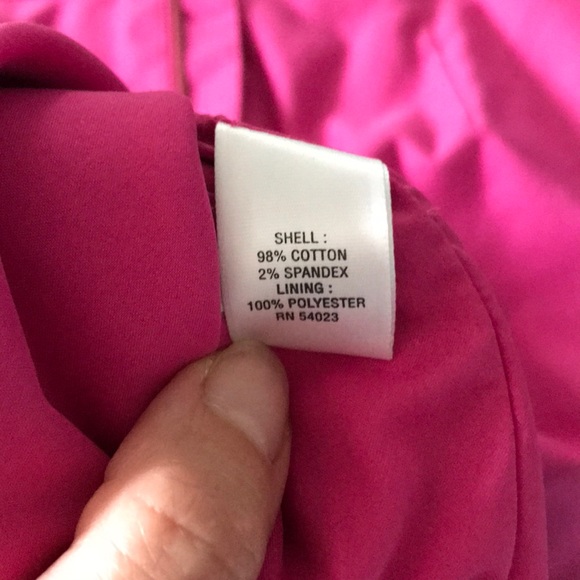 SHELL :
98% COTTON
2% SPANDEX
LINING :
100% POLYESTER
RN 54023